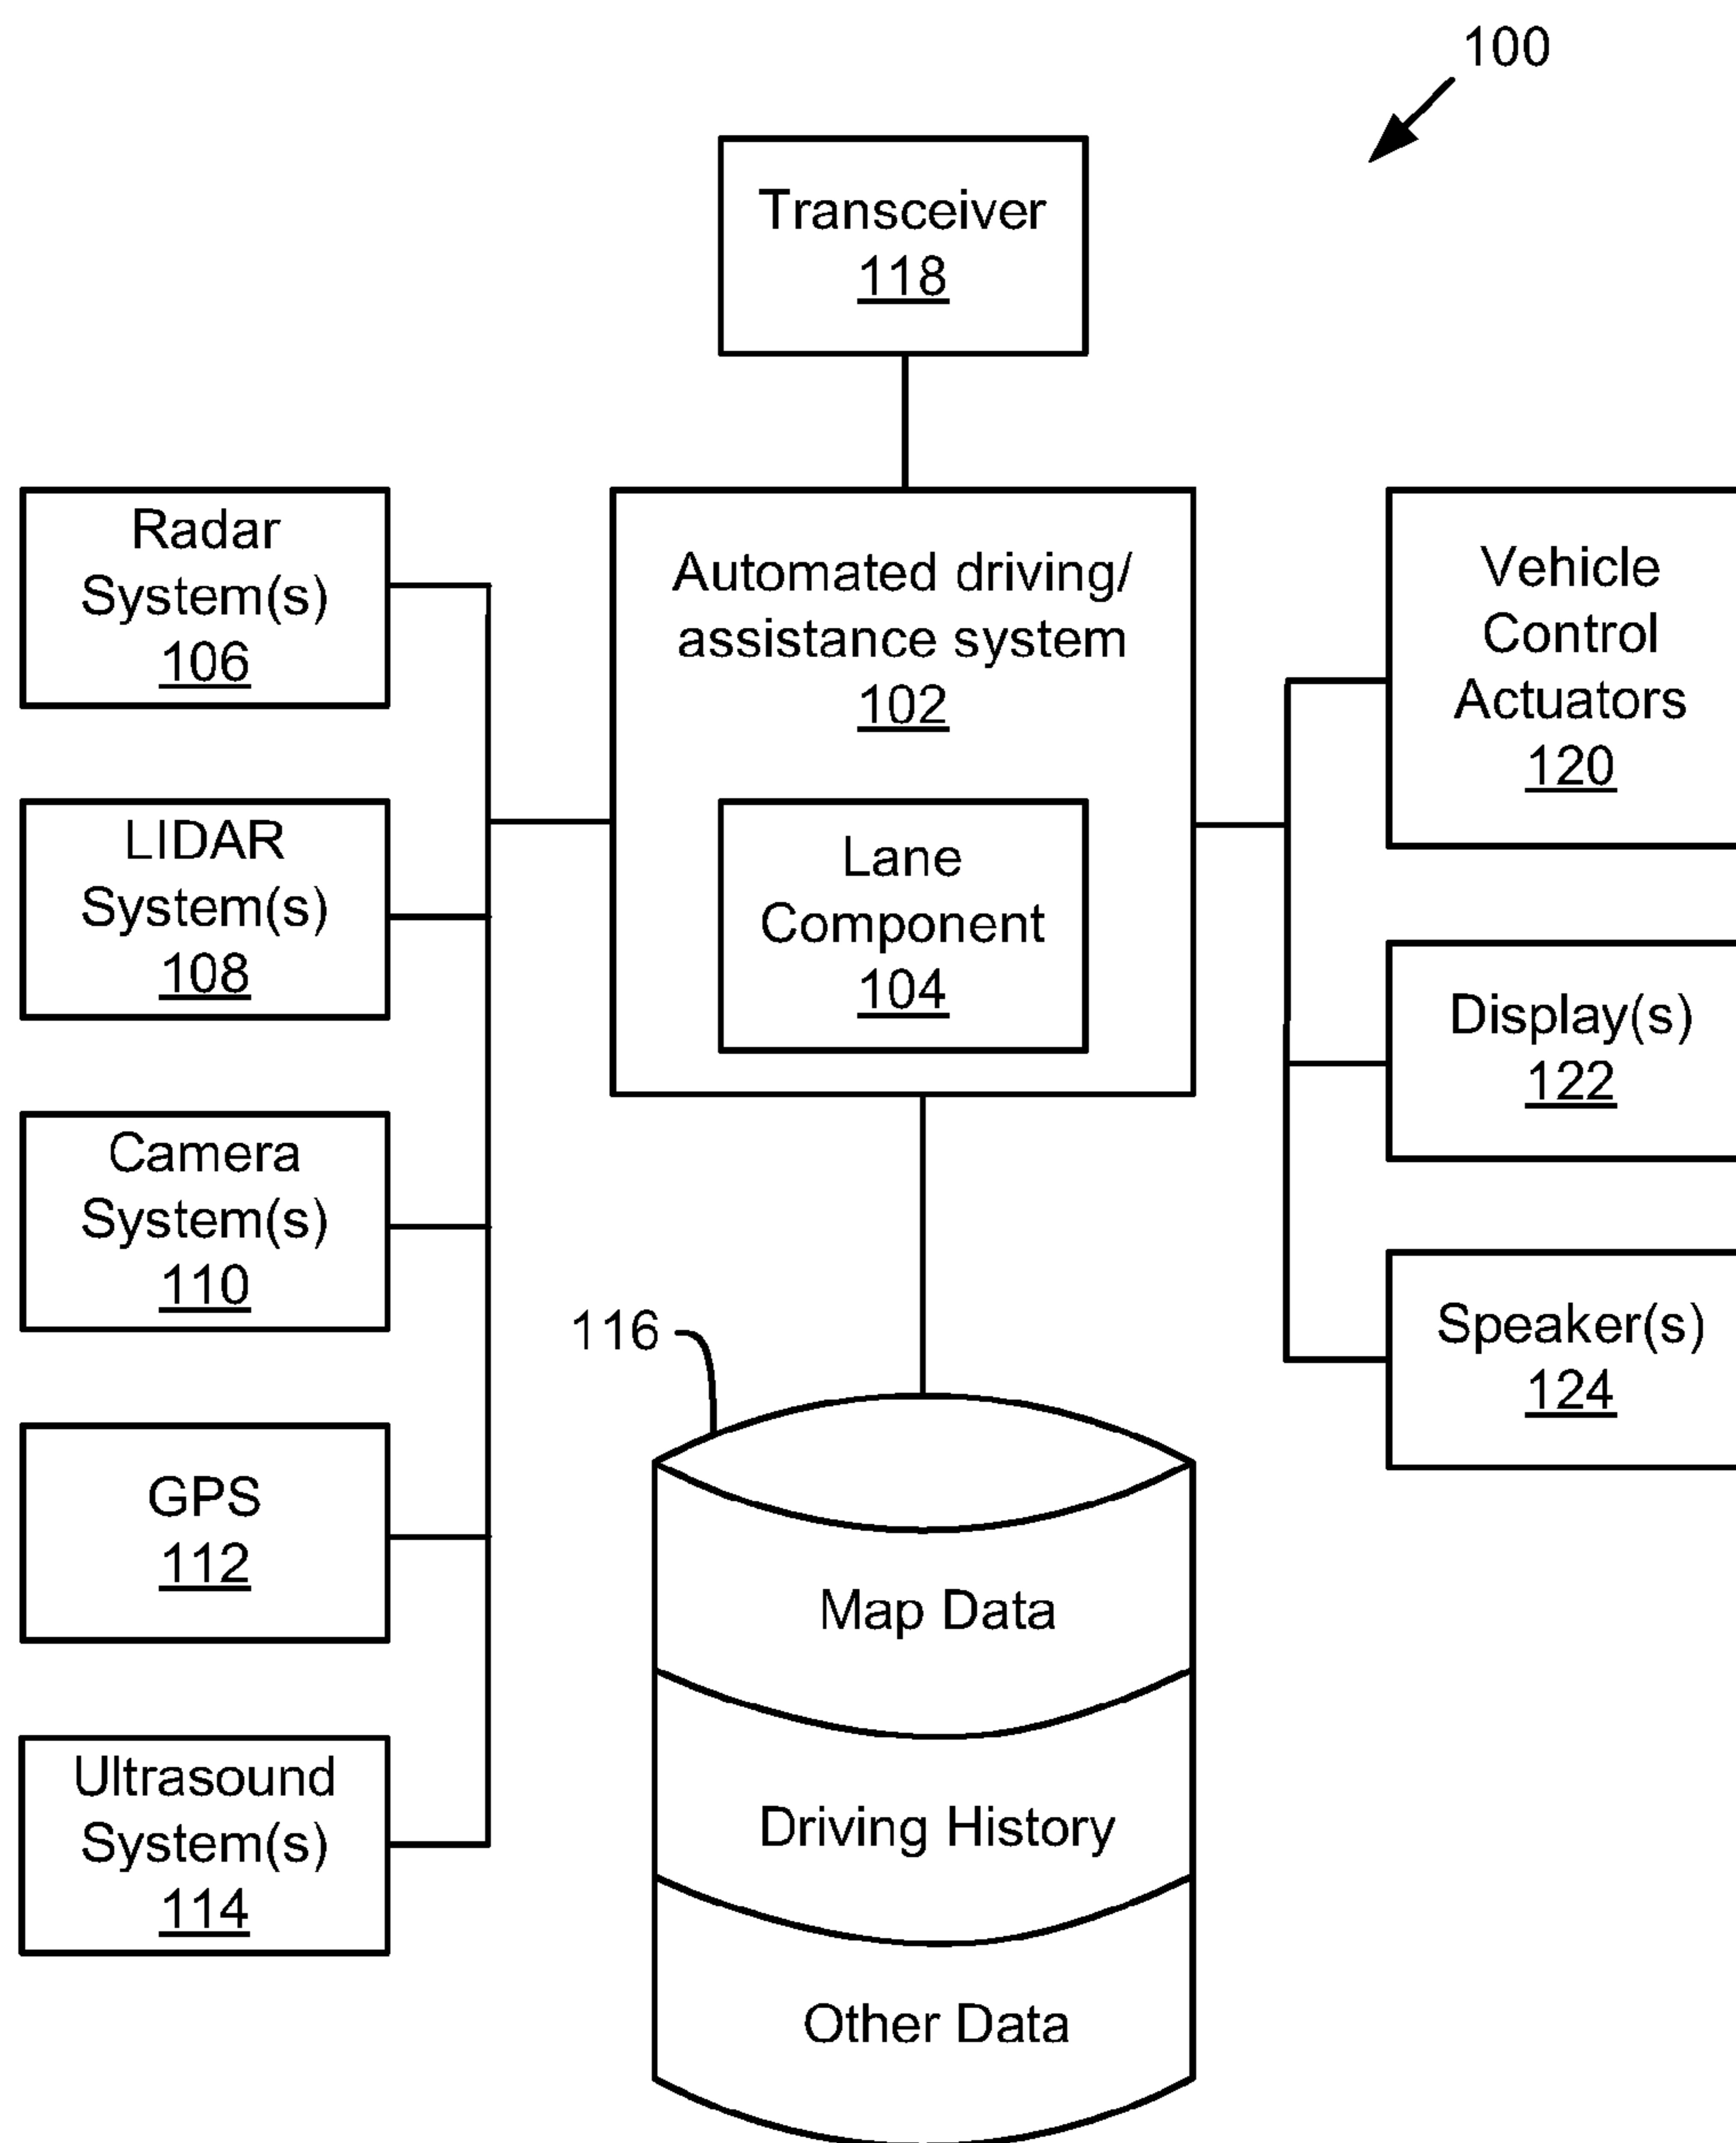 100
Transceiver
118
Radar
System(s)
106
Automated driving/
assistance system
102
Vehicle
Control
Actuators
120
LIDAR
System(s)
108
Lane
Component
104
Display(s)
122
Camera
System(s)
110
116
Speaker(s)
124
GPS
112
Map Data
Ultrasound
System(s)
114
Driving History
Other Data